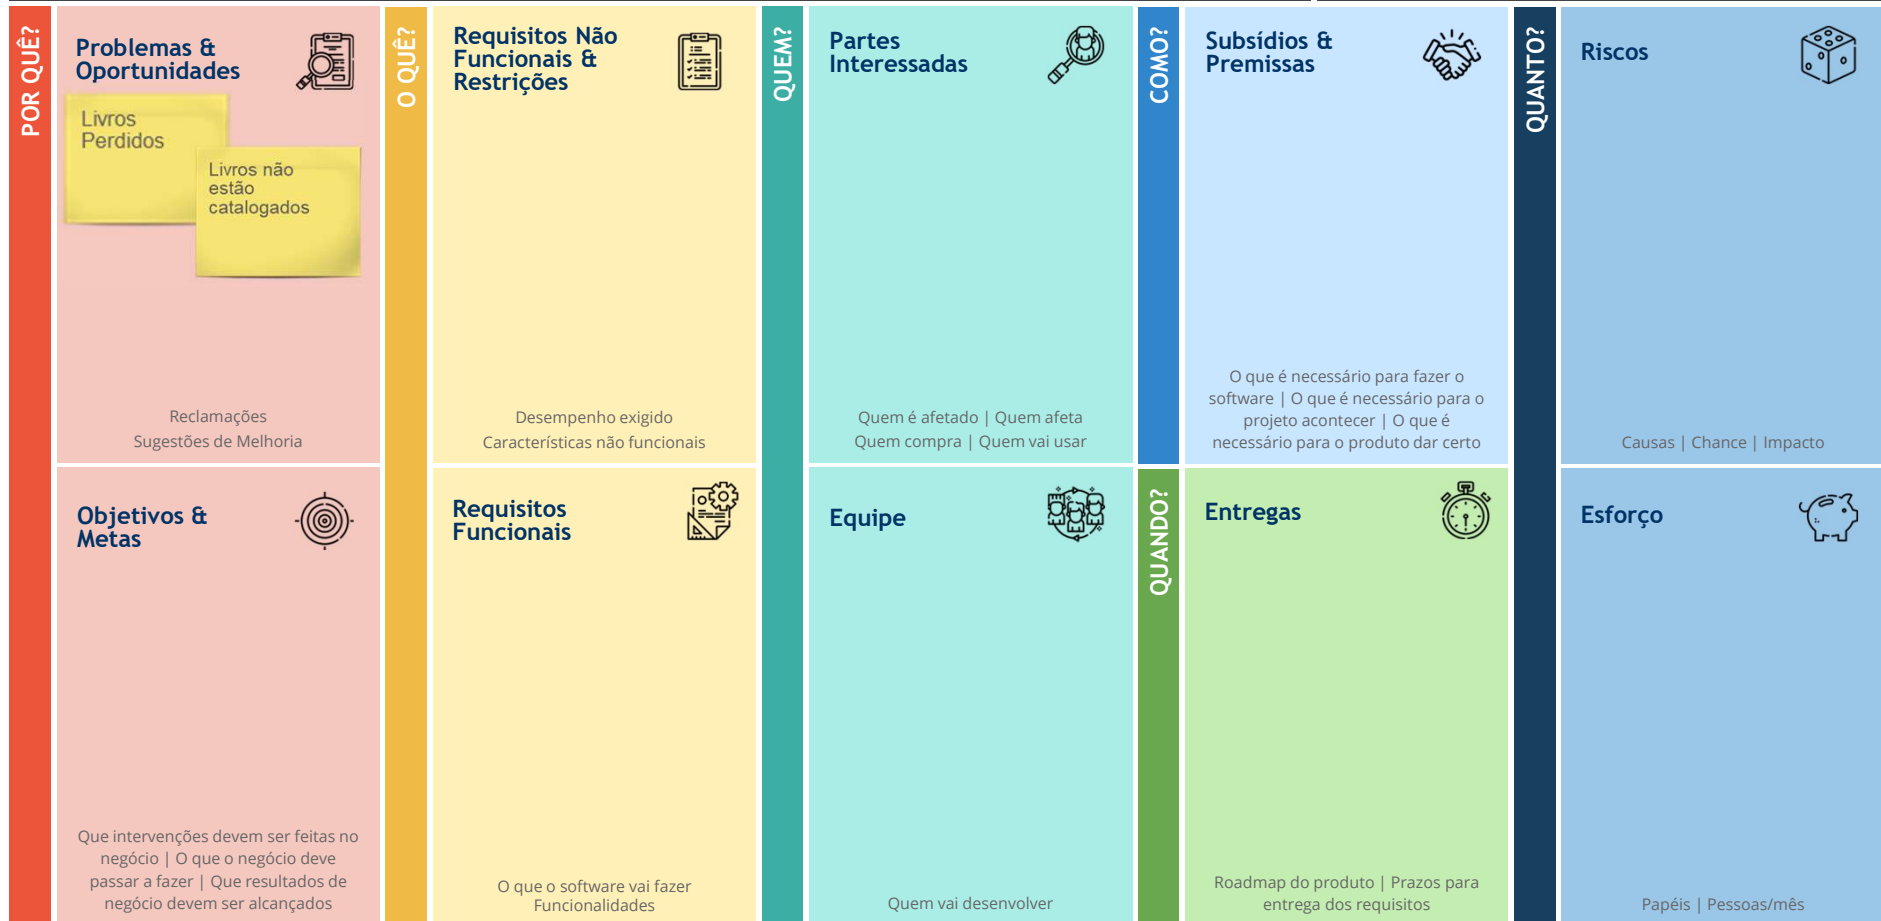 POR QUÊ?
Problemas &
Oportunidades
Livros
Perdidos
Livros não
estão
catalogados
Reclamações
Sugestões de Melhoria
Objetivos &
Metas
Que intervenções devem ser feitas no
negócio | O que o negócio deve
passar a fazer | Que resultados de
negócio devem ser alcançados
O QUÊ?
Requisitos Não
Funcionais &
Restrições
Desempenho exigido
Características não funcionais
Requisitos
Funcionais
O que o software vai fazer
Funcionalidades
QUEM?
Partes
Interessadas
Quem é afetado | Quem afeta
Quem compra | Quem vai usar
Equipe
Quem vai desenvolver
COMO?
Subsídios &
Premissas
O que é necessário para fazer o
software | O que é necessário para o
projeto acontecer | O que é
necessário para o produto dar certo
QUANDO?
Entregas
Roadmap do produto | Prazos para
entrega dos requisitos
QUANTO?
Riscos
Causas | Chance | Impacto
Esforço
Papéis | Pessoas/mês